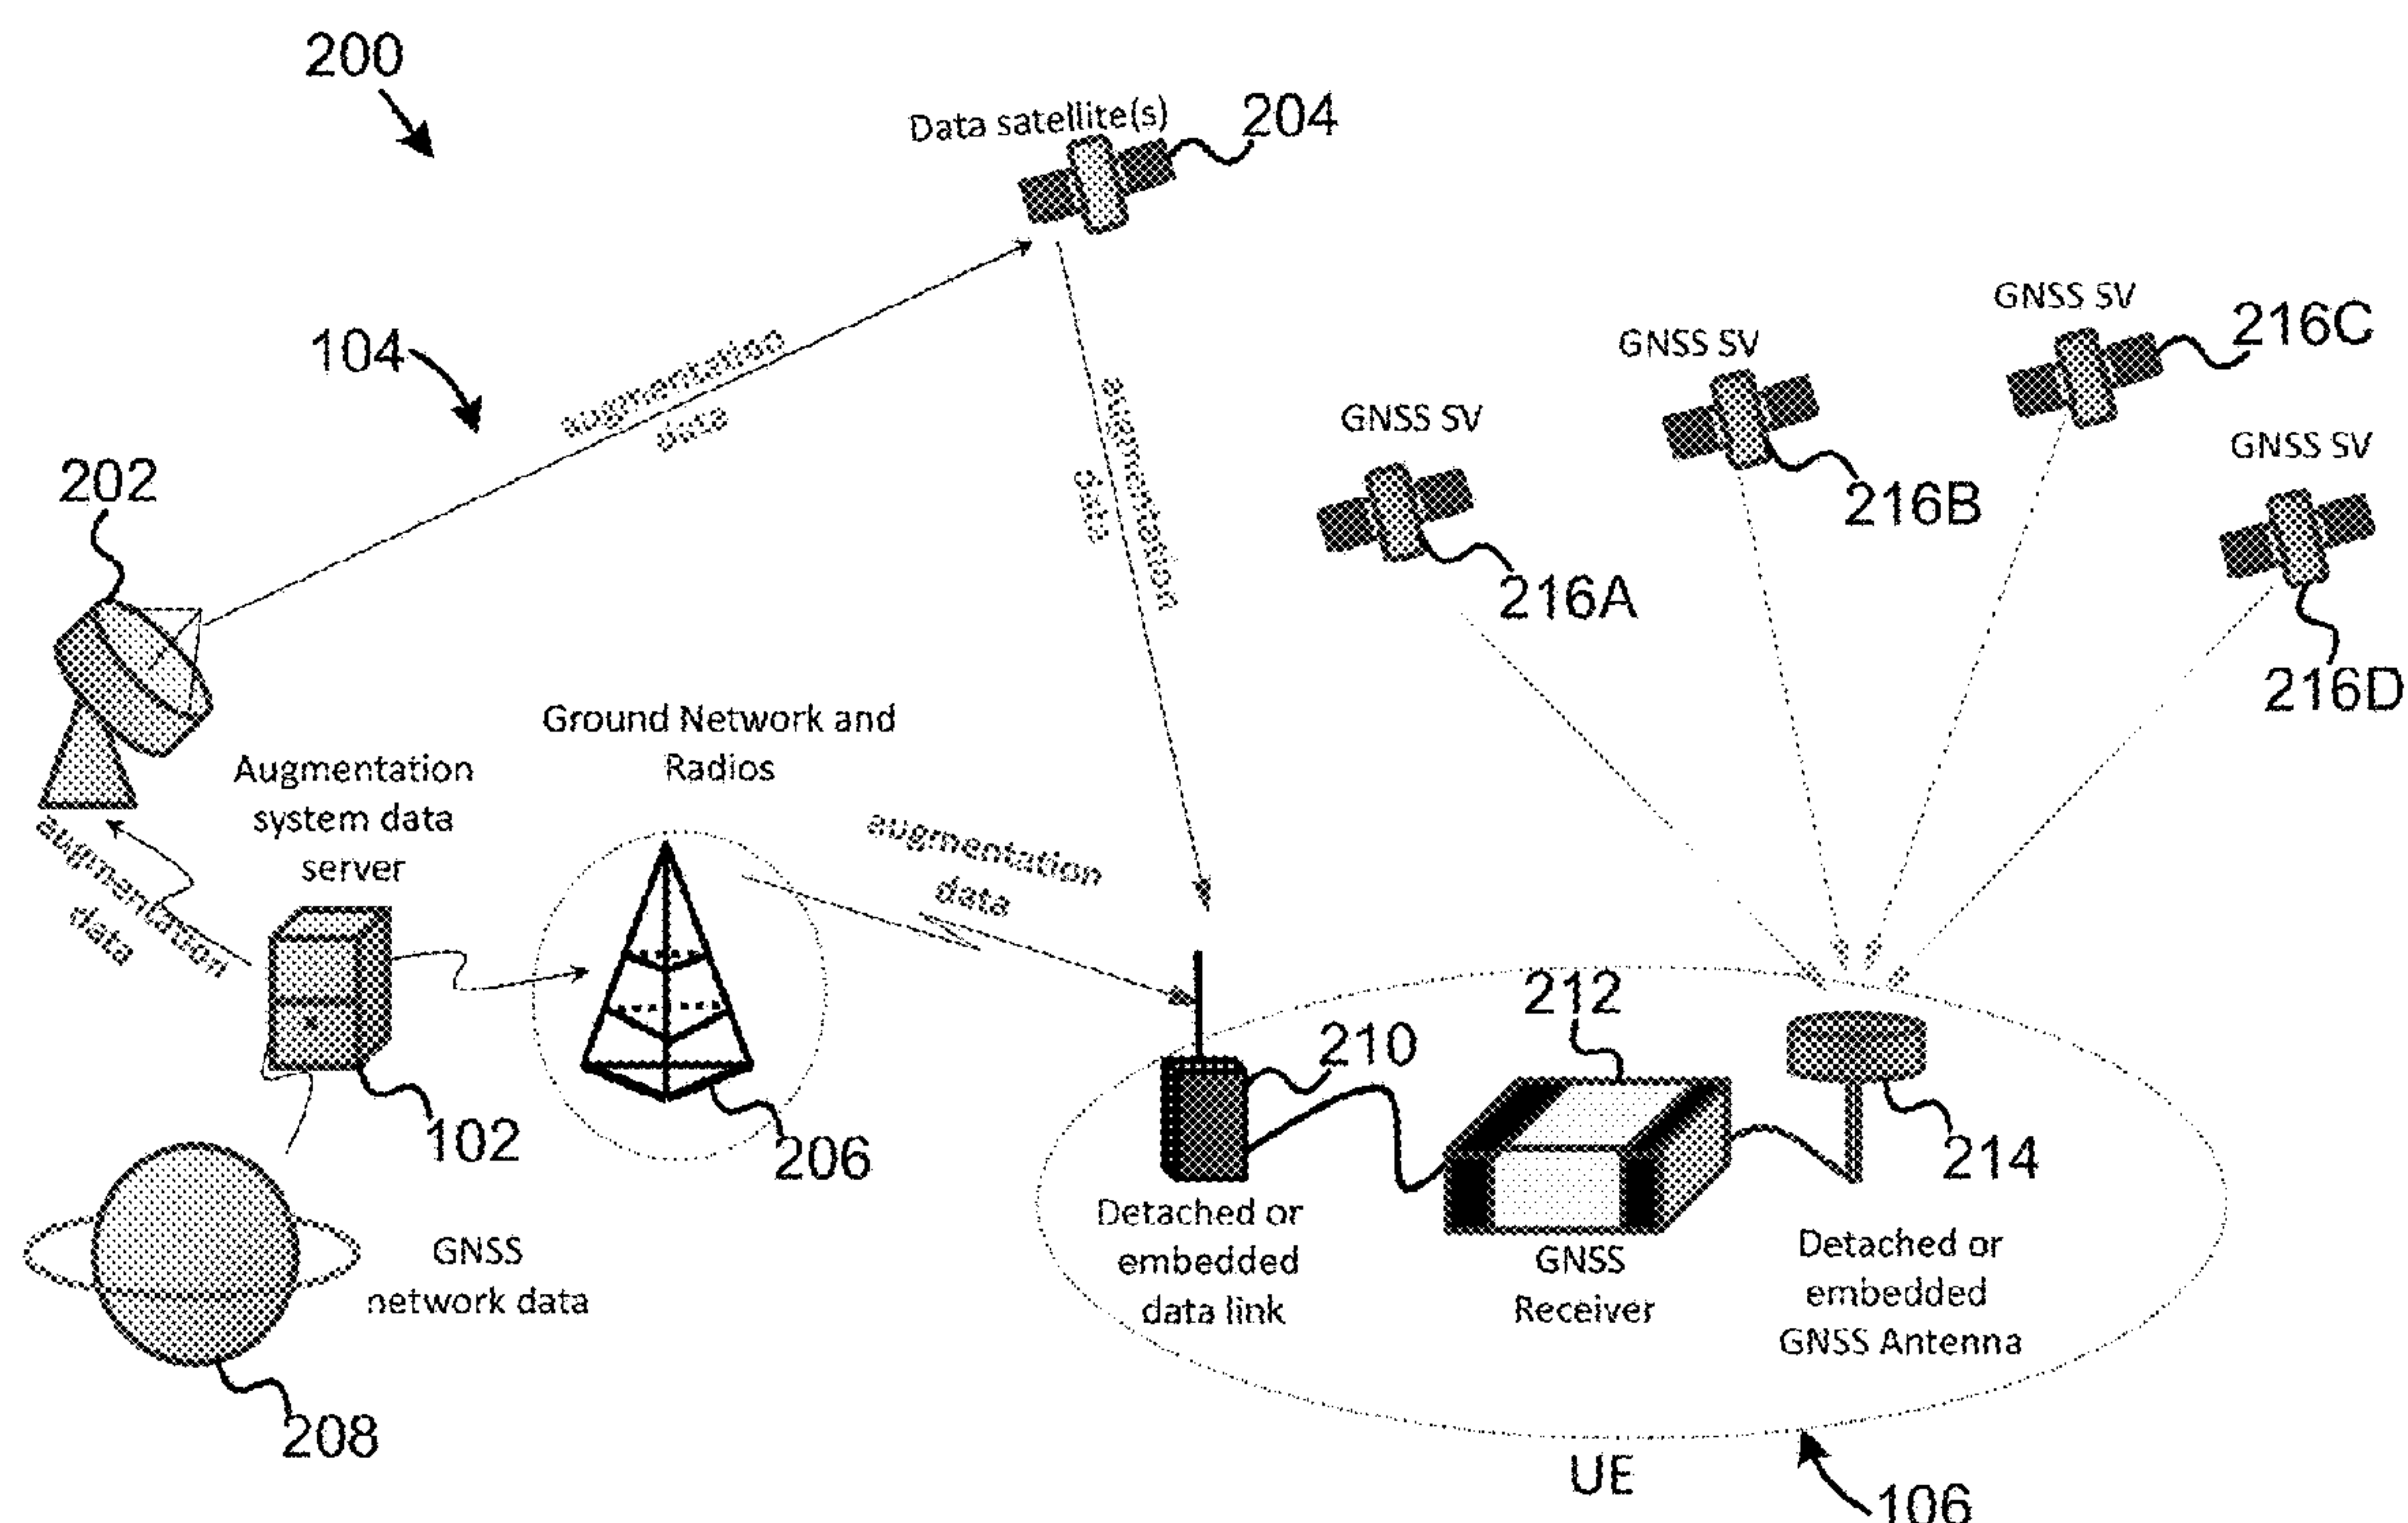 200
Data satellite(s)
204
104
augmentation
data
augmentation
data
GNSS SV
216A
GNSS SV
216B
GNSS SV
216C
GNSS SV
216D
202
augmentation
data
Augmentation
system data
server
102
Ground Network and
Radios
206
augmentation
data
GNSS
network data
208
210
Detached or
embedded
data link
212
GNSS
Receiver
214
Detached or
embedded
GNSS Antenna
UE
106